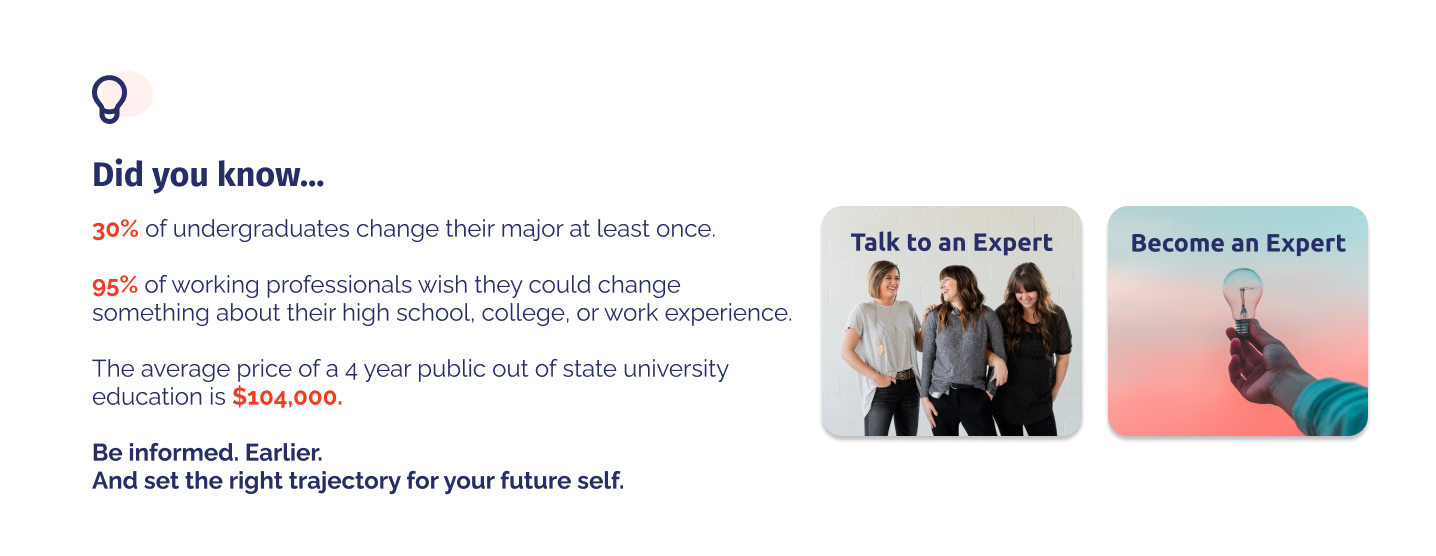 Did you know...
30% of undergraduates change their major at least once.
95% of working professionals wish they could change
something about their high school, college, or work experience.
The average price of a 4 year public out of state university
education is $104,000.
Be informed. Earlier.
And set the right trajectory for your future self.
Talk to an Expert
Become an Expert